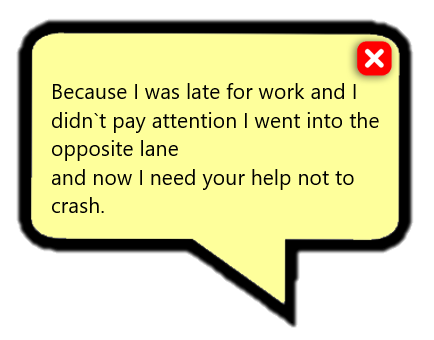 Because I was late for work and I
didn`t pay attention I went into the
opposite lane
and now I need your help not to
crash.